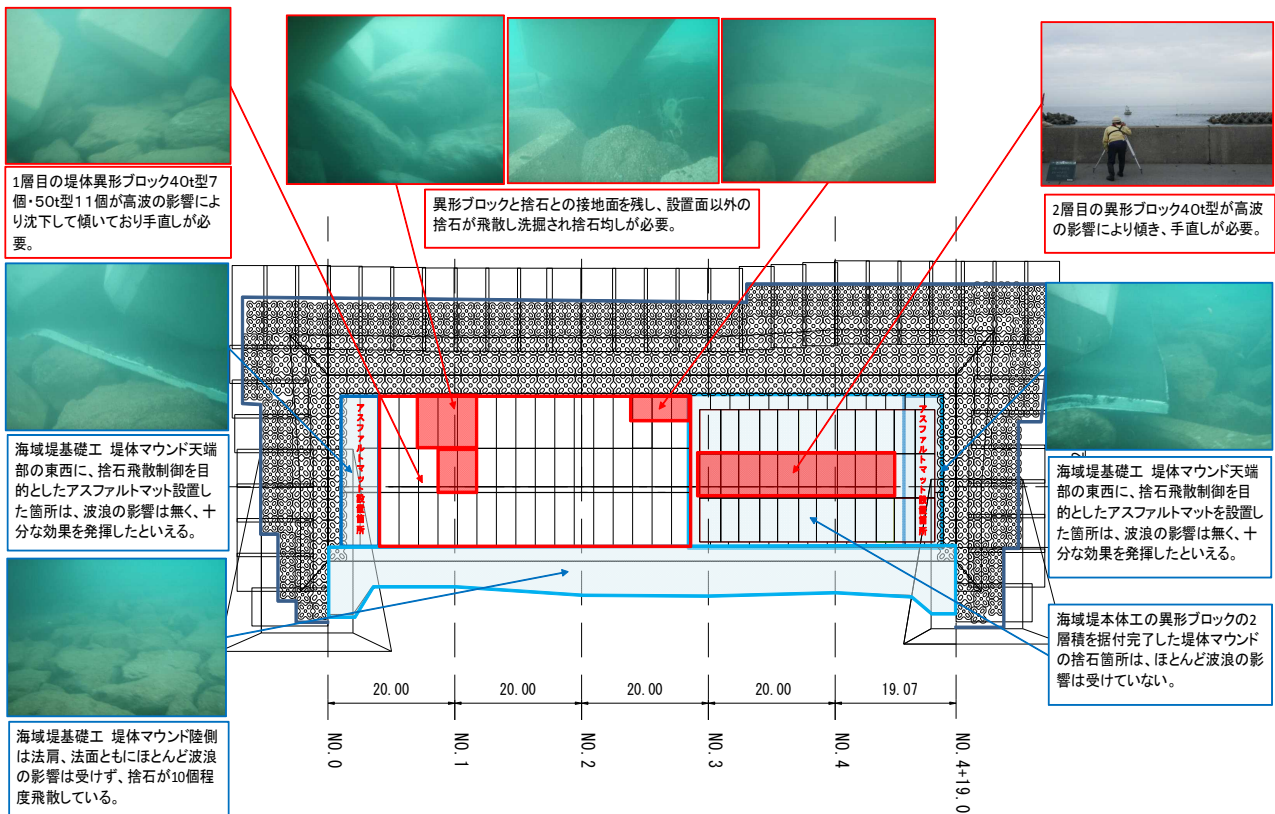 1層目の堤体異形ブロック40t型7
個・50t型11個が高波の影響によ
り沈下して傾いており手直しが必
要。
異形ブロックと捨石との接地面を残し、設置面以外の
捨石が飛散し洗掘され捨石均しが必要。
2層目の異形ブロック40t型が高波
の影響により傾き、手直しが必要。
海域堤基礎工 堤体マウンド天端
部の東西に、捨石飛散制御を目
的としたアスファルトマット設置し
た箇所は、波浪の影響は無く、十
分な効果を発揮したといえる。
アスファルトマット設置箇所
アスファルトマット設置箇所
海域堤基礎工 堤体マウンド天端
部の東西に、捨石飛散制御を目
的としたアスファルトマットを設置し
た箇所は、波浪の影響は無く、十
分な効果を発揮したといえる。
海域堤本体工の異形ブロックの2
層積を据付完了した堤体マウンド
の捨石箇所は、ほとんど波浪の影
響は受けていない。
海域堤基礎工 堤体マウンド陸側
は法肩、法面ともにほとんど波浪
の影響は受けず、捨石が10個程
度飛散している。
20.00
20.00
20.00
20.00
19.07
NO.0
NO.1
NO.2
NO.3
NO.4
NO.4+19.0